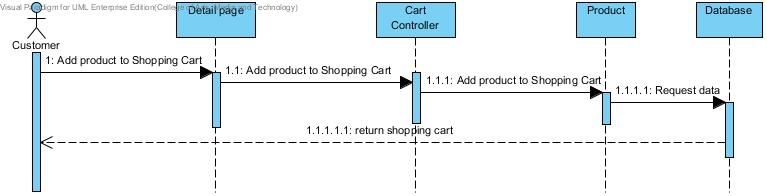 Visual Paradigm for UML Enterprise Edition(College of and Technology)
Detail page
Cart
Controller
Product
Database
Customer
1: Add product to Shopping Cart
1.1: Add product to Shopping Cart
1.1.1: Add product to Shopping Cart
1.1.1.1: Request data
1.1.1.1.1: return shopping cart